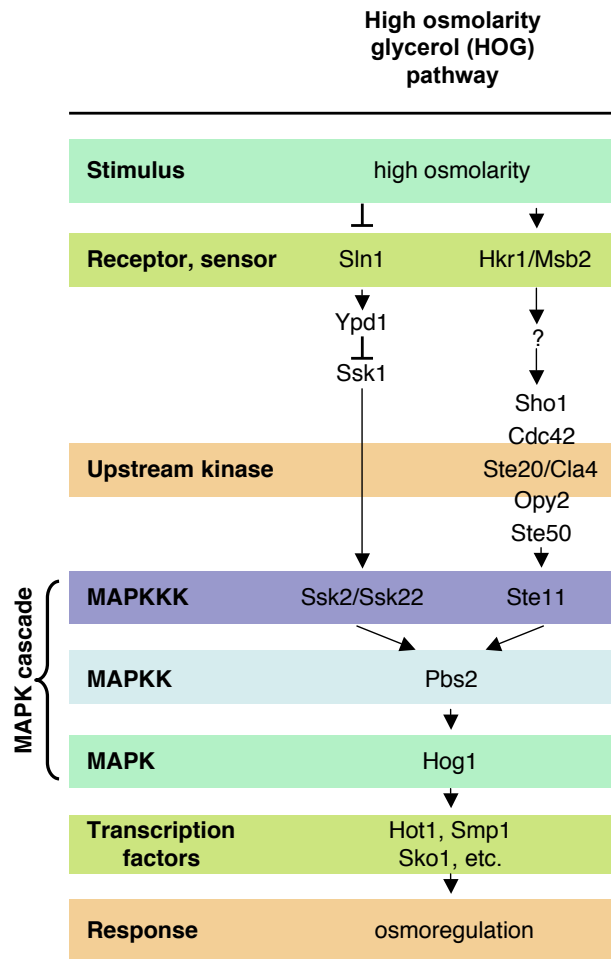 High osmolarity
glycerol (HOG)
pathway
Stimulus high osmolarity
Receptor, sensor Sln1 Hkr1/Msb2
Ypd1
?
Ssk1
Sho1
Cdc42
Upstream kinase Ste20/Cla4
Opy2
Ste50
MAPK cascade
MAPKKK Ssk2/Ssk22 Ste11
MAPKK Pbs2
MAPK Hog1
Transcription Hot1, Smp1
factors Sko1, etc.
Response osmoregulation